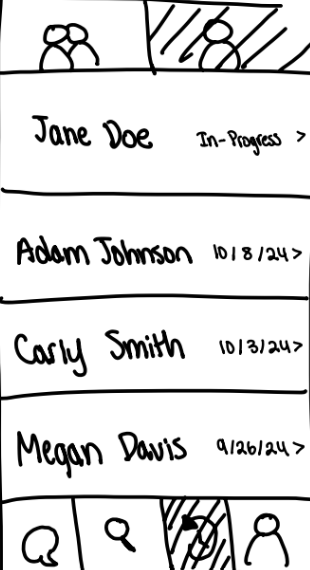 Jane Doe In-Progress >
Adam Johnson 10/8/24 >
Carly Smith 10/3/24 >
Megan Davis 9/26/24 >